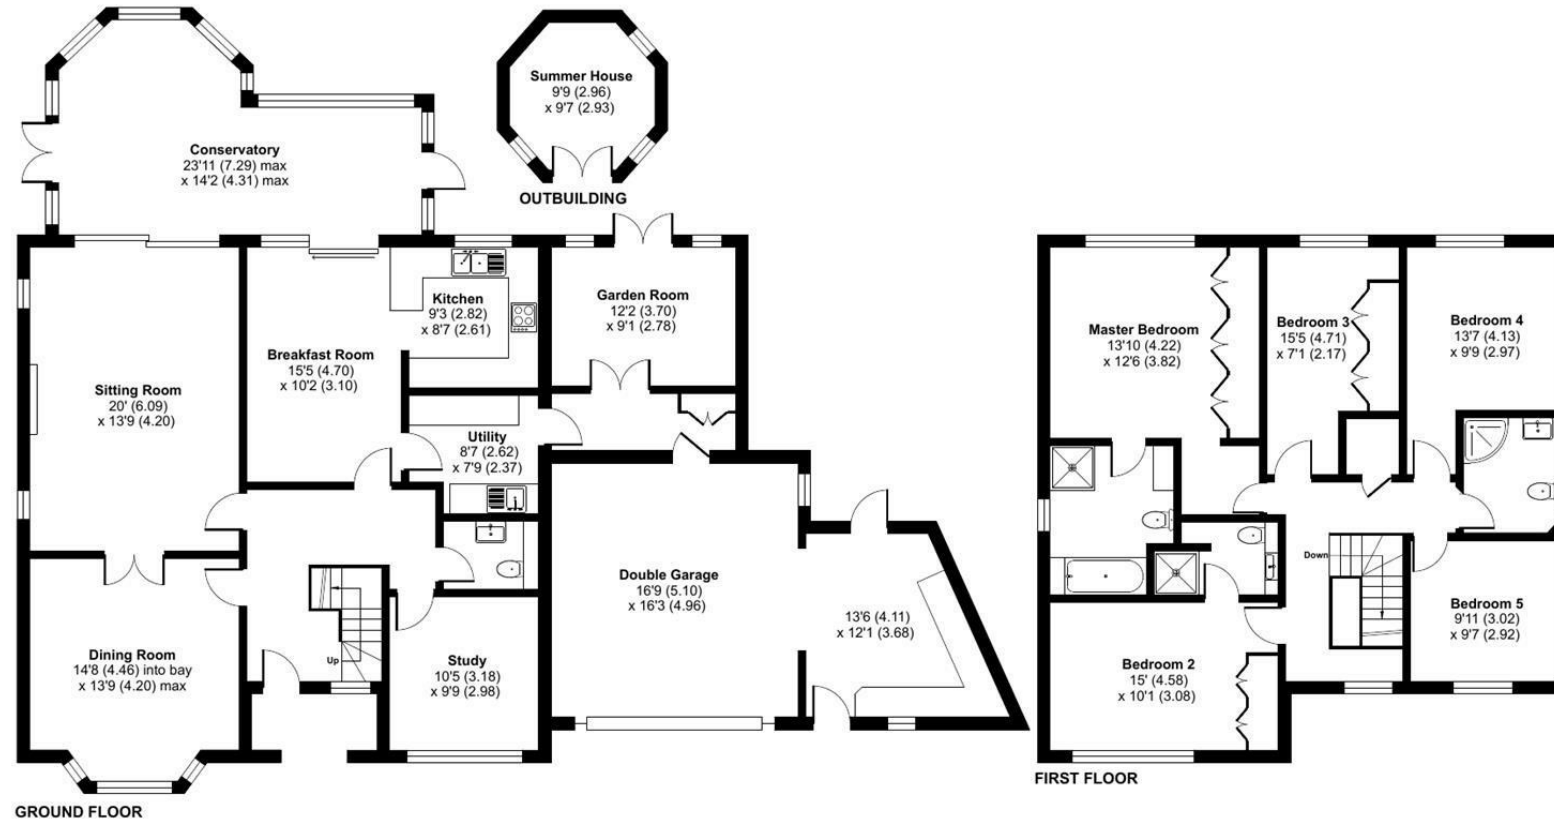 Summer House
9'9 (2.96)
x 9'7 (2.93)
OUTBUILDING
Conservatory
23'11 (7.29) max
x 14'2 (4.31) max
Kitchen
9'3 (2.82)
x 8'7 (2.61)
Garden Room
12'2 (3.70)
x 9'1 (2.78)
Breakfast Room
15'5 (4.70)
x 10'2 (3.10)
Sitting Room
20' (6.09)
x 13'9 (4.20)
Utility
8'7 (2.62)
x 7'9 (2.37)
Double Garage
16'9 (5.10)
x 16'3 (4.96)
13'6 (4.11)
x 12'1 (3.68)
Dining Room
14'8 (4.46) into bay
x 13'9 (4.20) max
Up
Study
10'5 (3.18)
x 9'9 (2.98)
GROUND FLOOR
Master Bedroom
13'10 (4.22)
x 12'6 (3.82)
Bedroom 3
15'5 (4.71)
x 7'1 (2.17)
Bedroom 4
13'7 (4.13)
x 9'9 (2.97)
Down
Bedroom 5
9'11 (3.02)
x 9'7 (2.92)
Bedroom 2
15' (4.58)
x 10'1 (3.08)
FIRST FLOOR